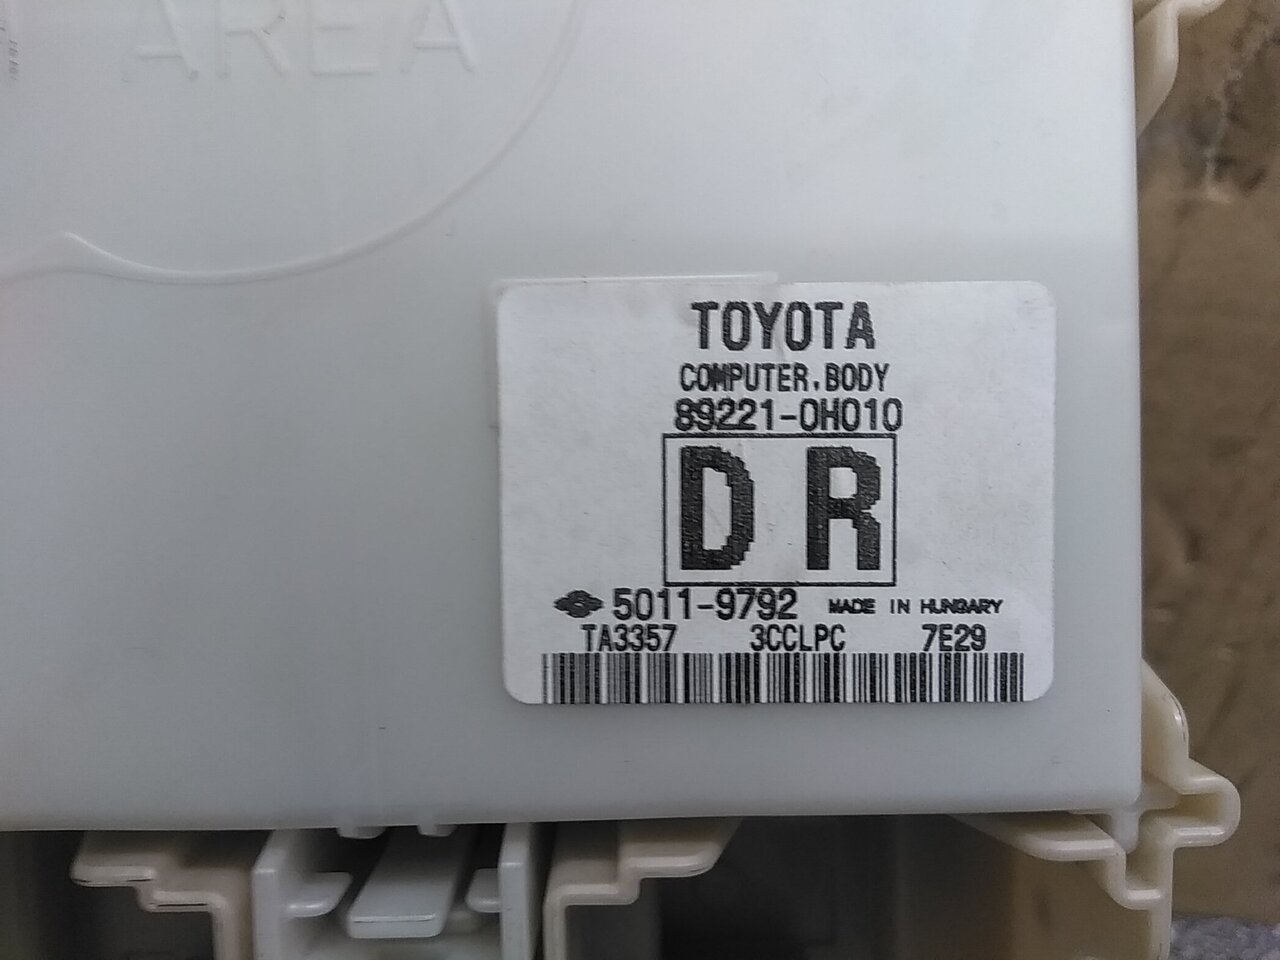 AREA
TOYOTA
COMPUTER.BODY
89221-0H010
DR
5011-9792 MADE IN HUNGARY
TA3357 3CCLPC 7E29